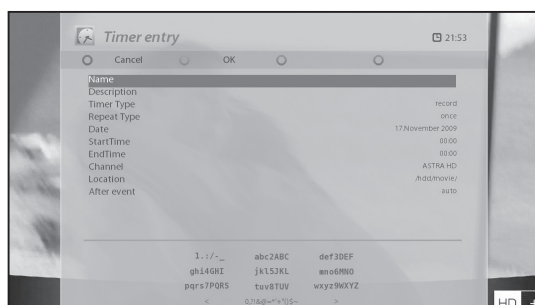 Timer entry 21:53
Cancel OK
Name
Description
Timer Type record
Repeat Type once
Date 17.November 2009
StartTime 00:00
EndTime 00:00
Channel ASTRA HD
Location /hdd/movie/
After event auto
1.:/-_ abc2ABC def3DEF
ghi4GHI jkl5JKL mno6MNO
pqrs7PQRS tuv8TUV wxyz9WXYZ
< >
HD